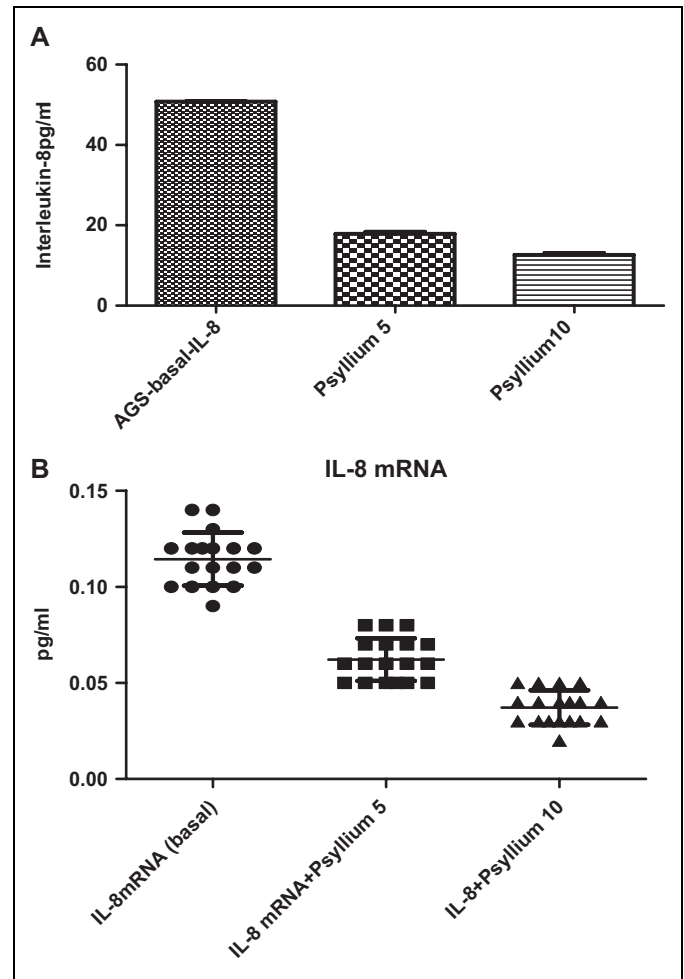 A
60
40
20
0
Interleukin-8pg/ml
AGS-basal-IL-8
Psyllium 5
Psyllium10
B
IL-8 mRNA
0.15
0.10
0.05
0.00
pg/ml
IL-8mRNA (basal)
IL-8 mRNA+Psyllium 5
IL-8+Psyllium 10